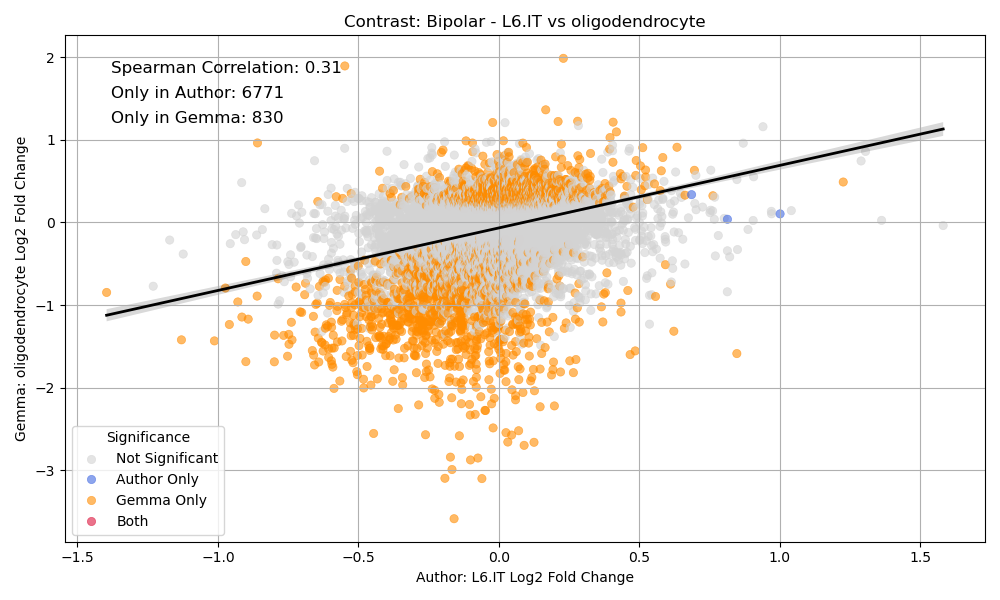 Contrast: Bipolar - L6.IT vs oligodendrocyte
Spearman Correlation: 0.31
Only in Author: 6771
Only in Gemma: 830
Gemma: oligodendrocyte Log2 Fold Change
2
1
0
−1
−2
−3
Significance
Not Significant
Author Only
Gemma Only
Both
−1.5
−1.0
−0.5
0.0
0.5
1.0
1.5
Author: L6.IT Log2 Fold Change